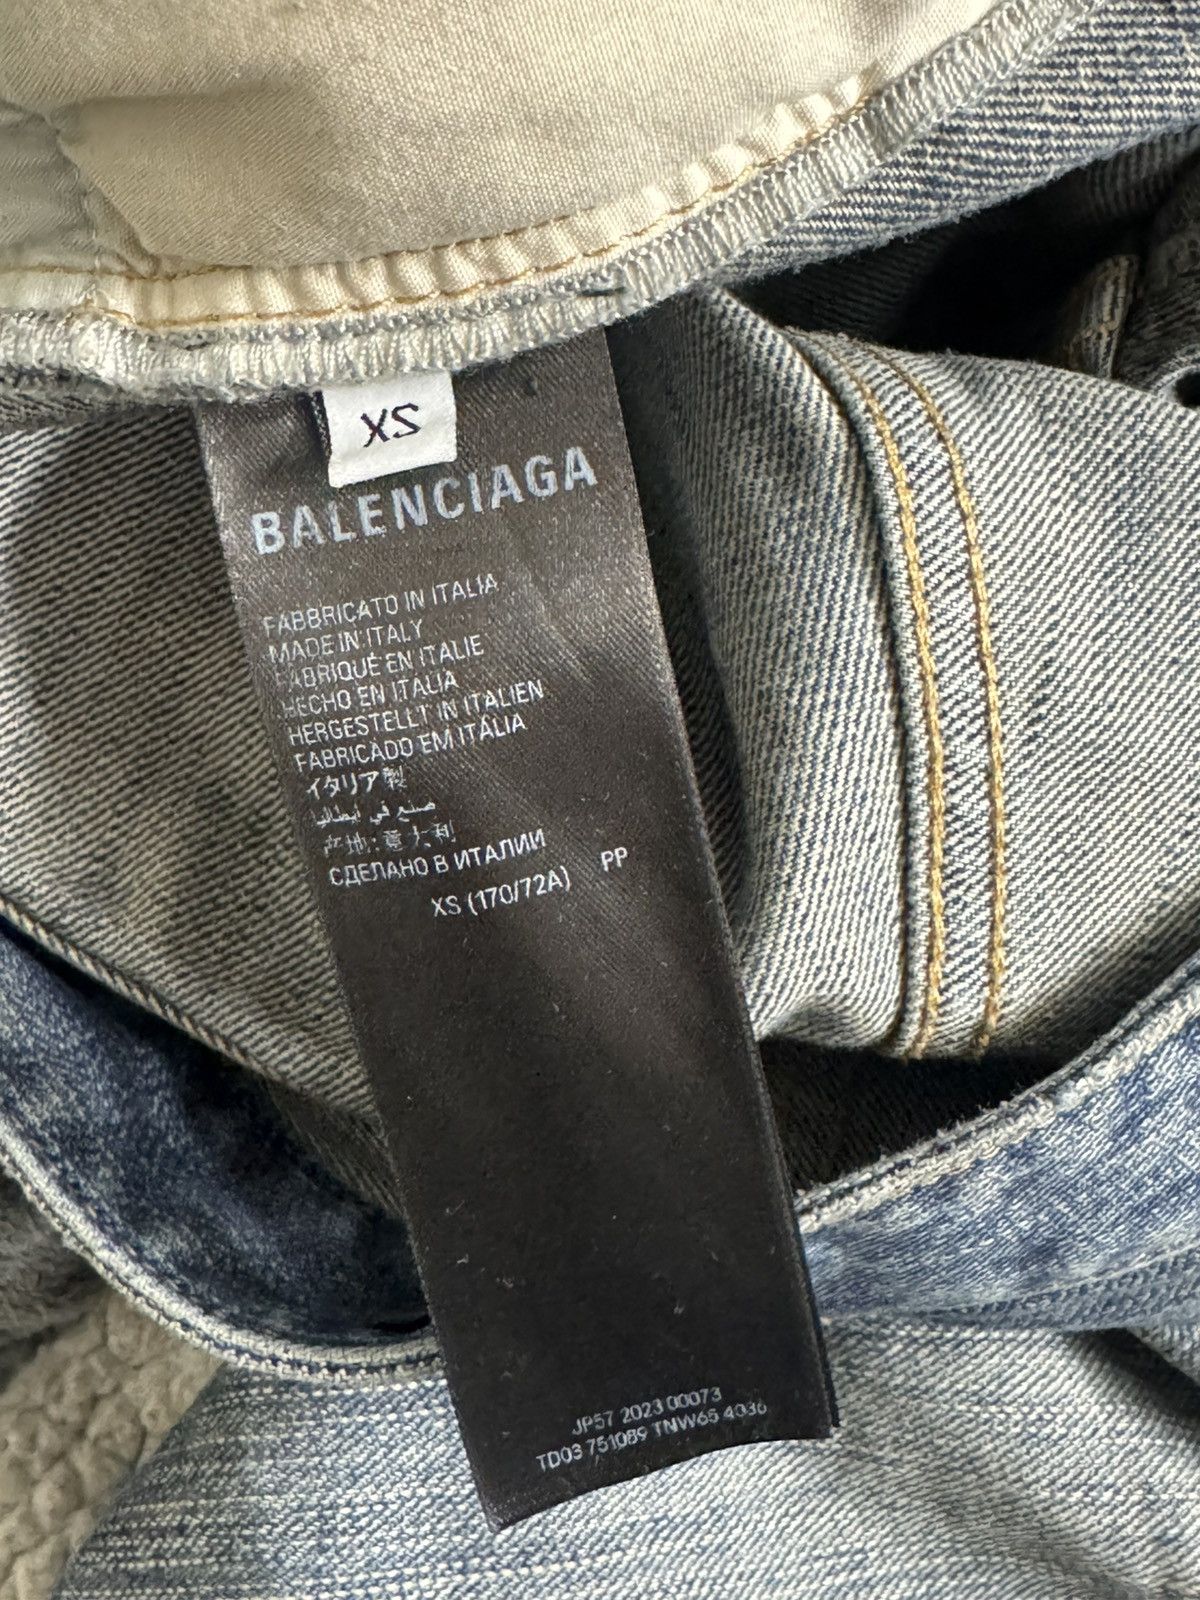 XS
BALENCIAGA
FABBRICATO IN ITALIA
MADE IN ITALY
FABRIQUÉ EN ITALIE
HECHO EN ITALIA
HERGESTELLT IN ITALIEN
FABRICADO EM ITÁLIA
イタリア製
صنع في إيطاليا
产地:意大利
СДЕЛАНО В ИТАЛИИ
XS (170/72A) PP
JP57 2023 00073
TD03 751089 TNW65 4036